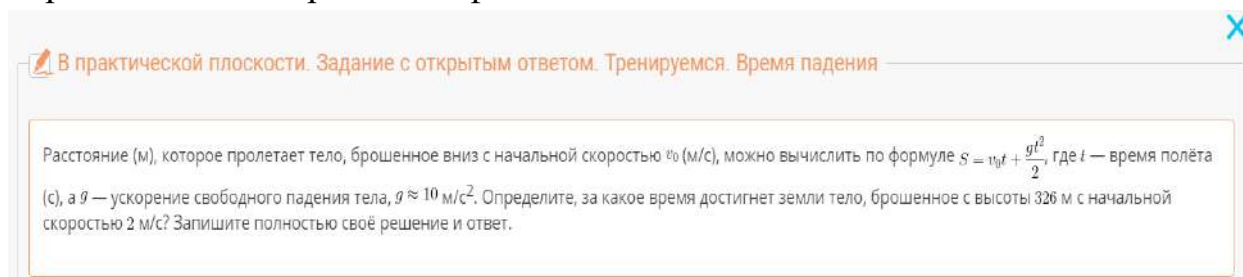 В практической плоскости. Задание с открытым ответом. Тренируемся. Время падения
Расстояние (м), которое пролетает тело, брошенное вниз с начальной скоростью v₀ (м/с), можно вычислить по формуле S = v₀t + gt²/2, где t — время полёта
(с), а g — ускорение свободного падения тела, g ≈ 10 м/с². Определите, за какое время достигнет земли тело, брошенное с высоты 326 м с начальной
скоростью 2 м/с? Запишите полностью своё решение и ответ.